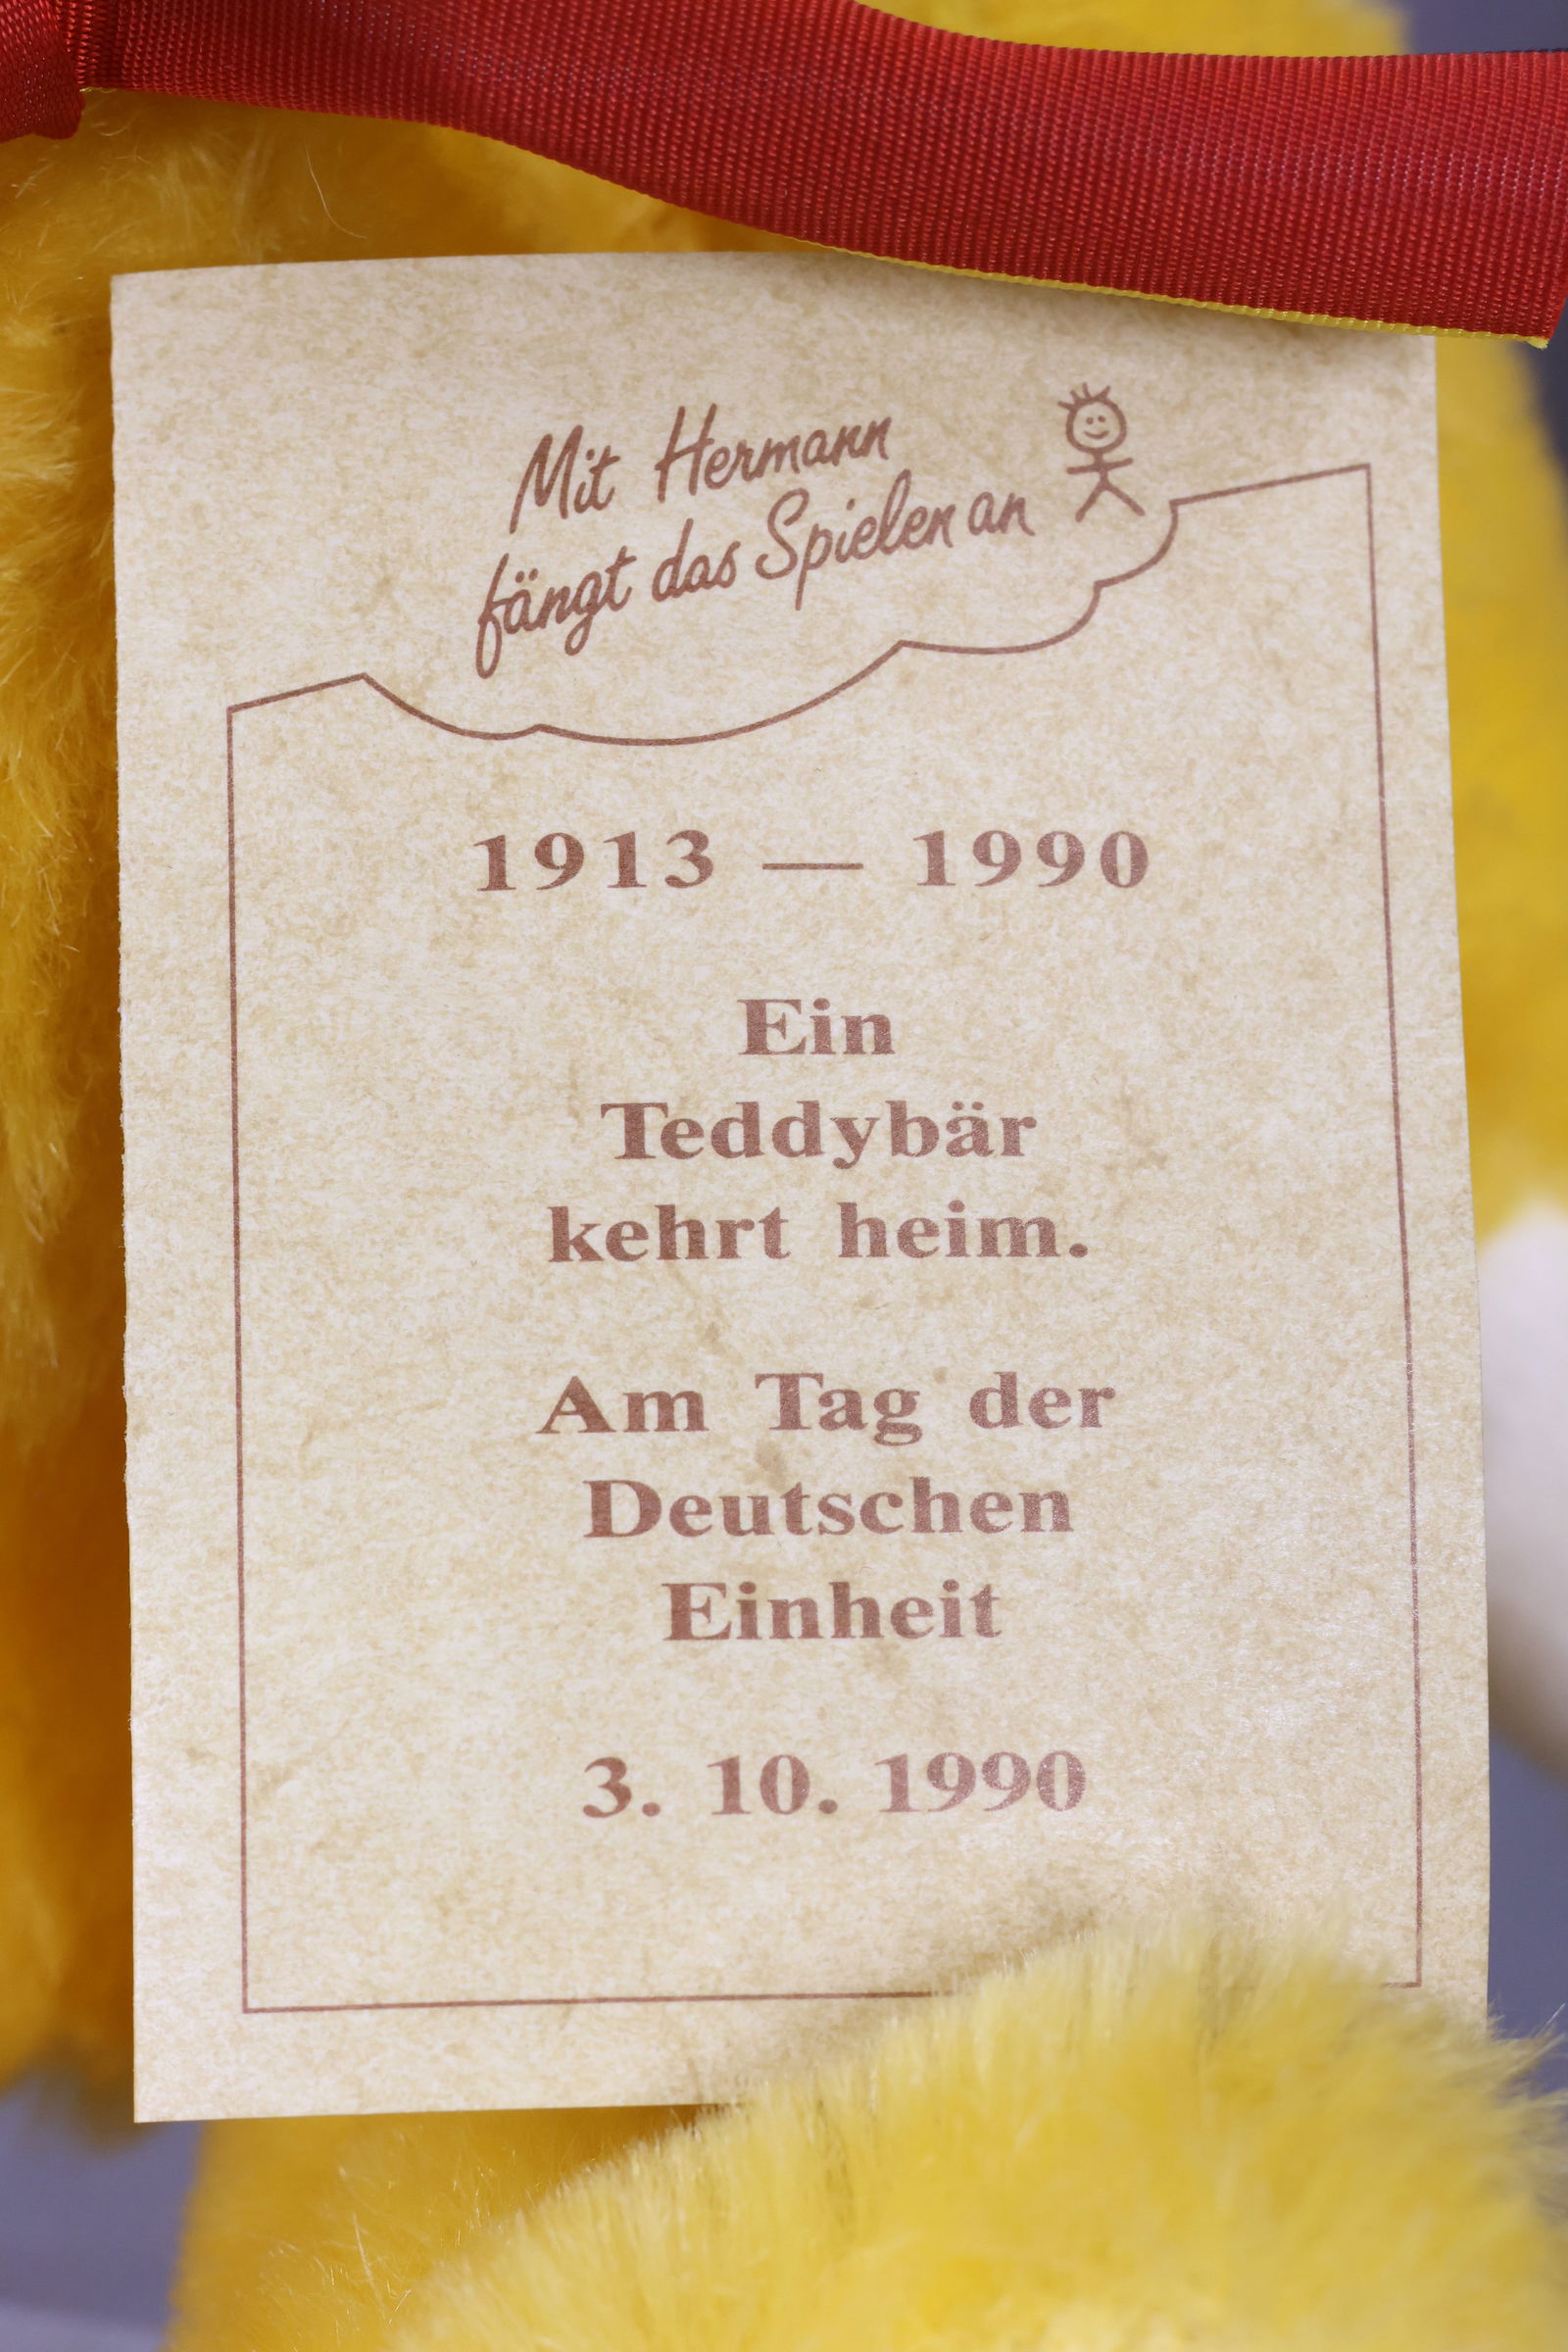 Mit Hermann
fängt das Spielen an
1913 — 1990
Ein
Teddybär
kehrt heim.
Am Tag der
Deutschen
Einheit
3. 10. 1990